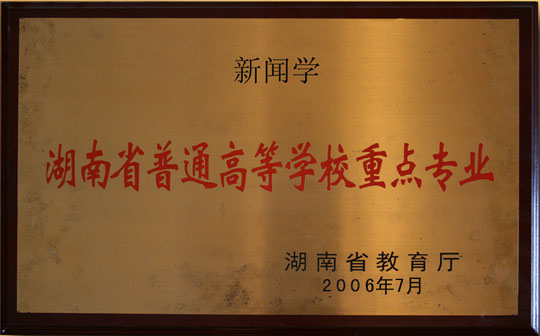 新闻学
湖南省普通高等学校重点专业
湖南省教育厅
2006年7月